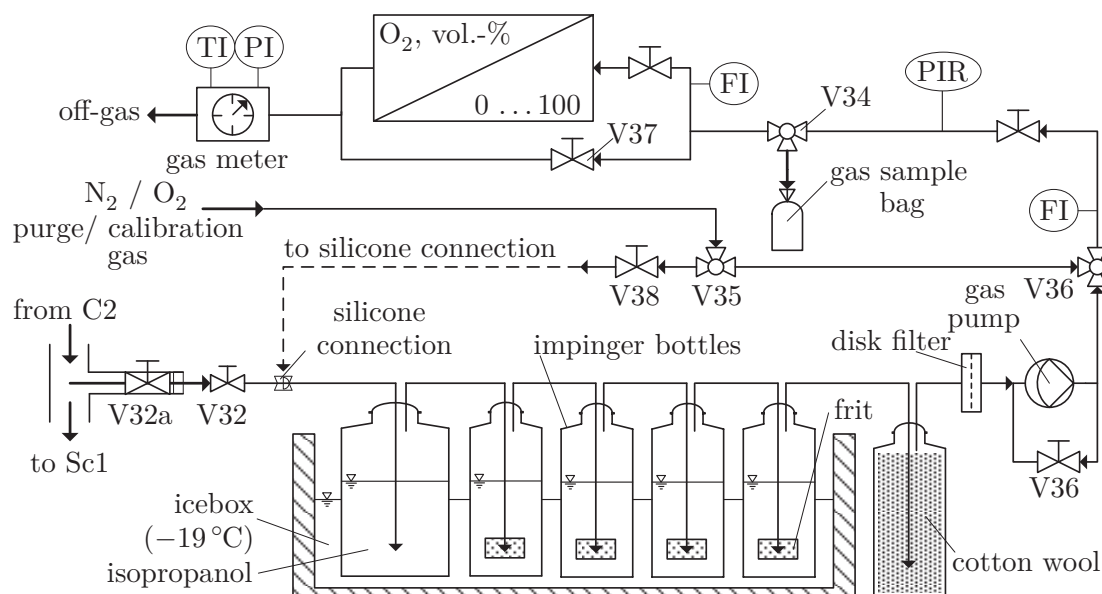 TI
PI
O₂, vol.-%
0 … 100
FI
PIR
V34
off-gas
V37
gas meter
gas sample
bag
N₂ / O₂
purge/ calibration
gas
FI
to silicone connection
V38
V35
V36
from C2
silicone
connection
gas
pump
impinger bottles
disk filter
V32a
V32
frit
to Sc1
V36
icebox
(−19 °C)
isopropanol
cotton wool